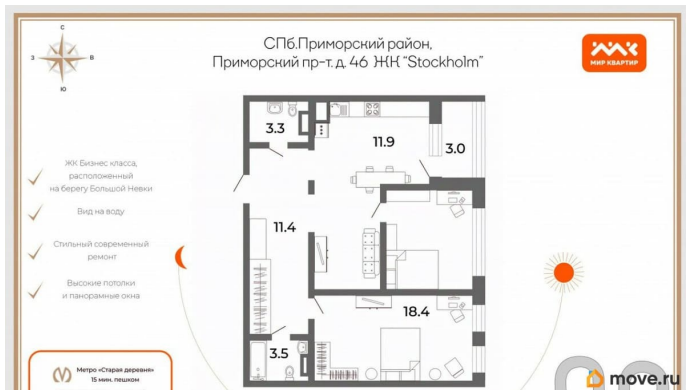 СПб.Приморский район,
Приморский пр-т. д. 46 ЖК "Stockholm"
МИР КВАРТИР
С
З
В
Ю
ЖК Бизнес класса,
расположенный
на берегу Большой Невки
Вид на воду
Стильный современный
ремонт
Высокие потолки
и панорамные окна
Метро «Старая деревня»
15 мин. пешком
3.3
11.9
3.0
11.4
18.4
3.5
move.ru